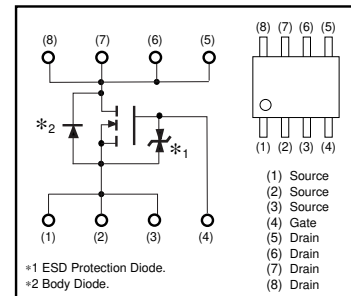 (8) (7) (6) (5)
*2
*1
(1) (2) (3) (4)
*1 ESD Protection Diode.
*2 Body Diode.
(8) (7) (6) (5)
(1) (2) (3) (4)
(1) Source
(2) Source
(3) Source
(4) Gate
(5) Drain
(6) Drain
(7) Drain
(8) Drain